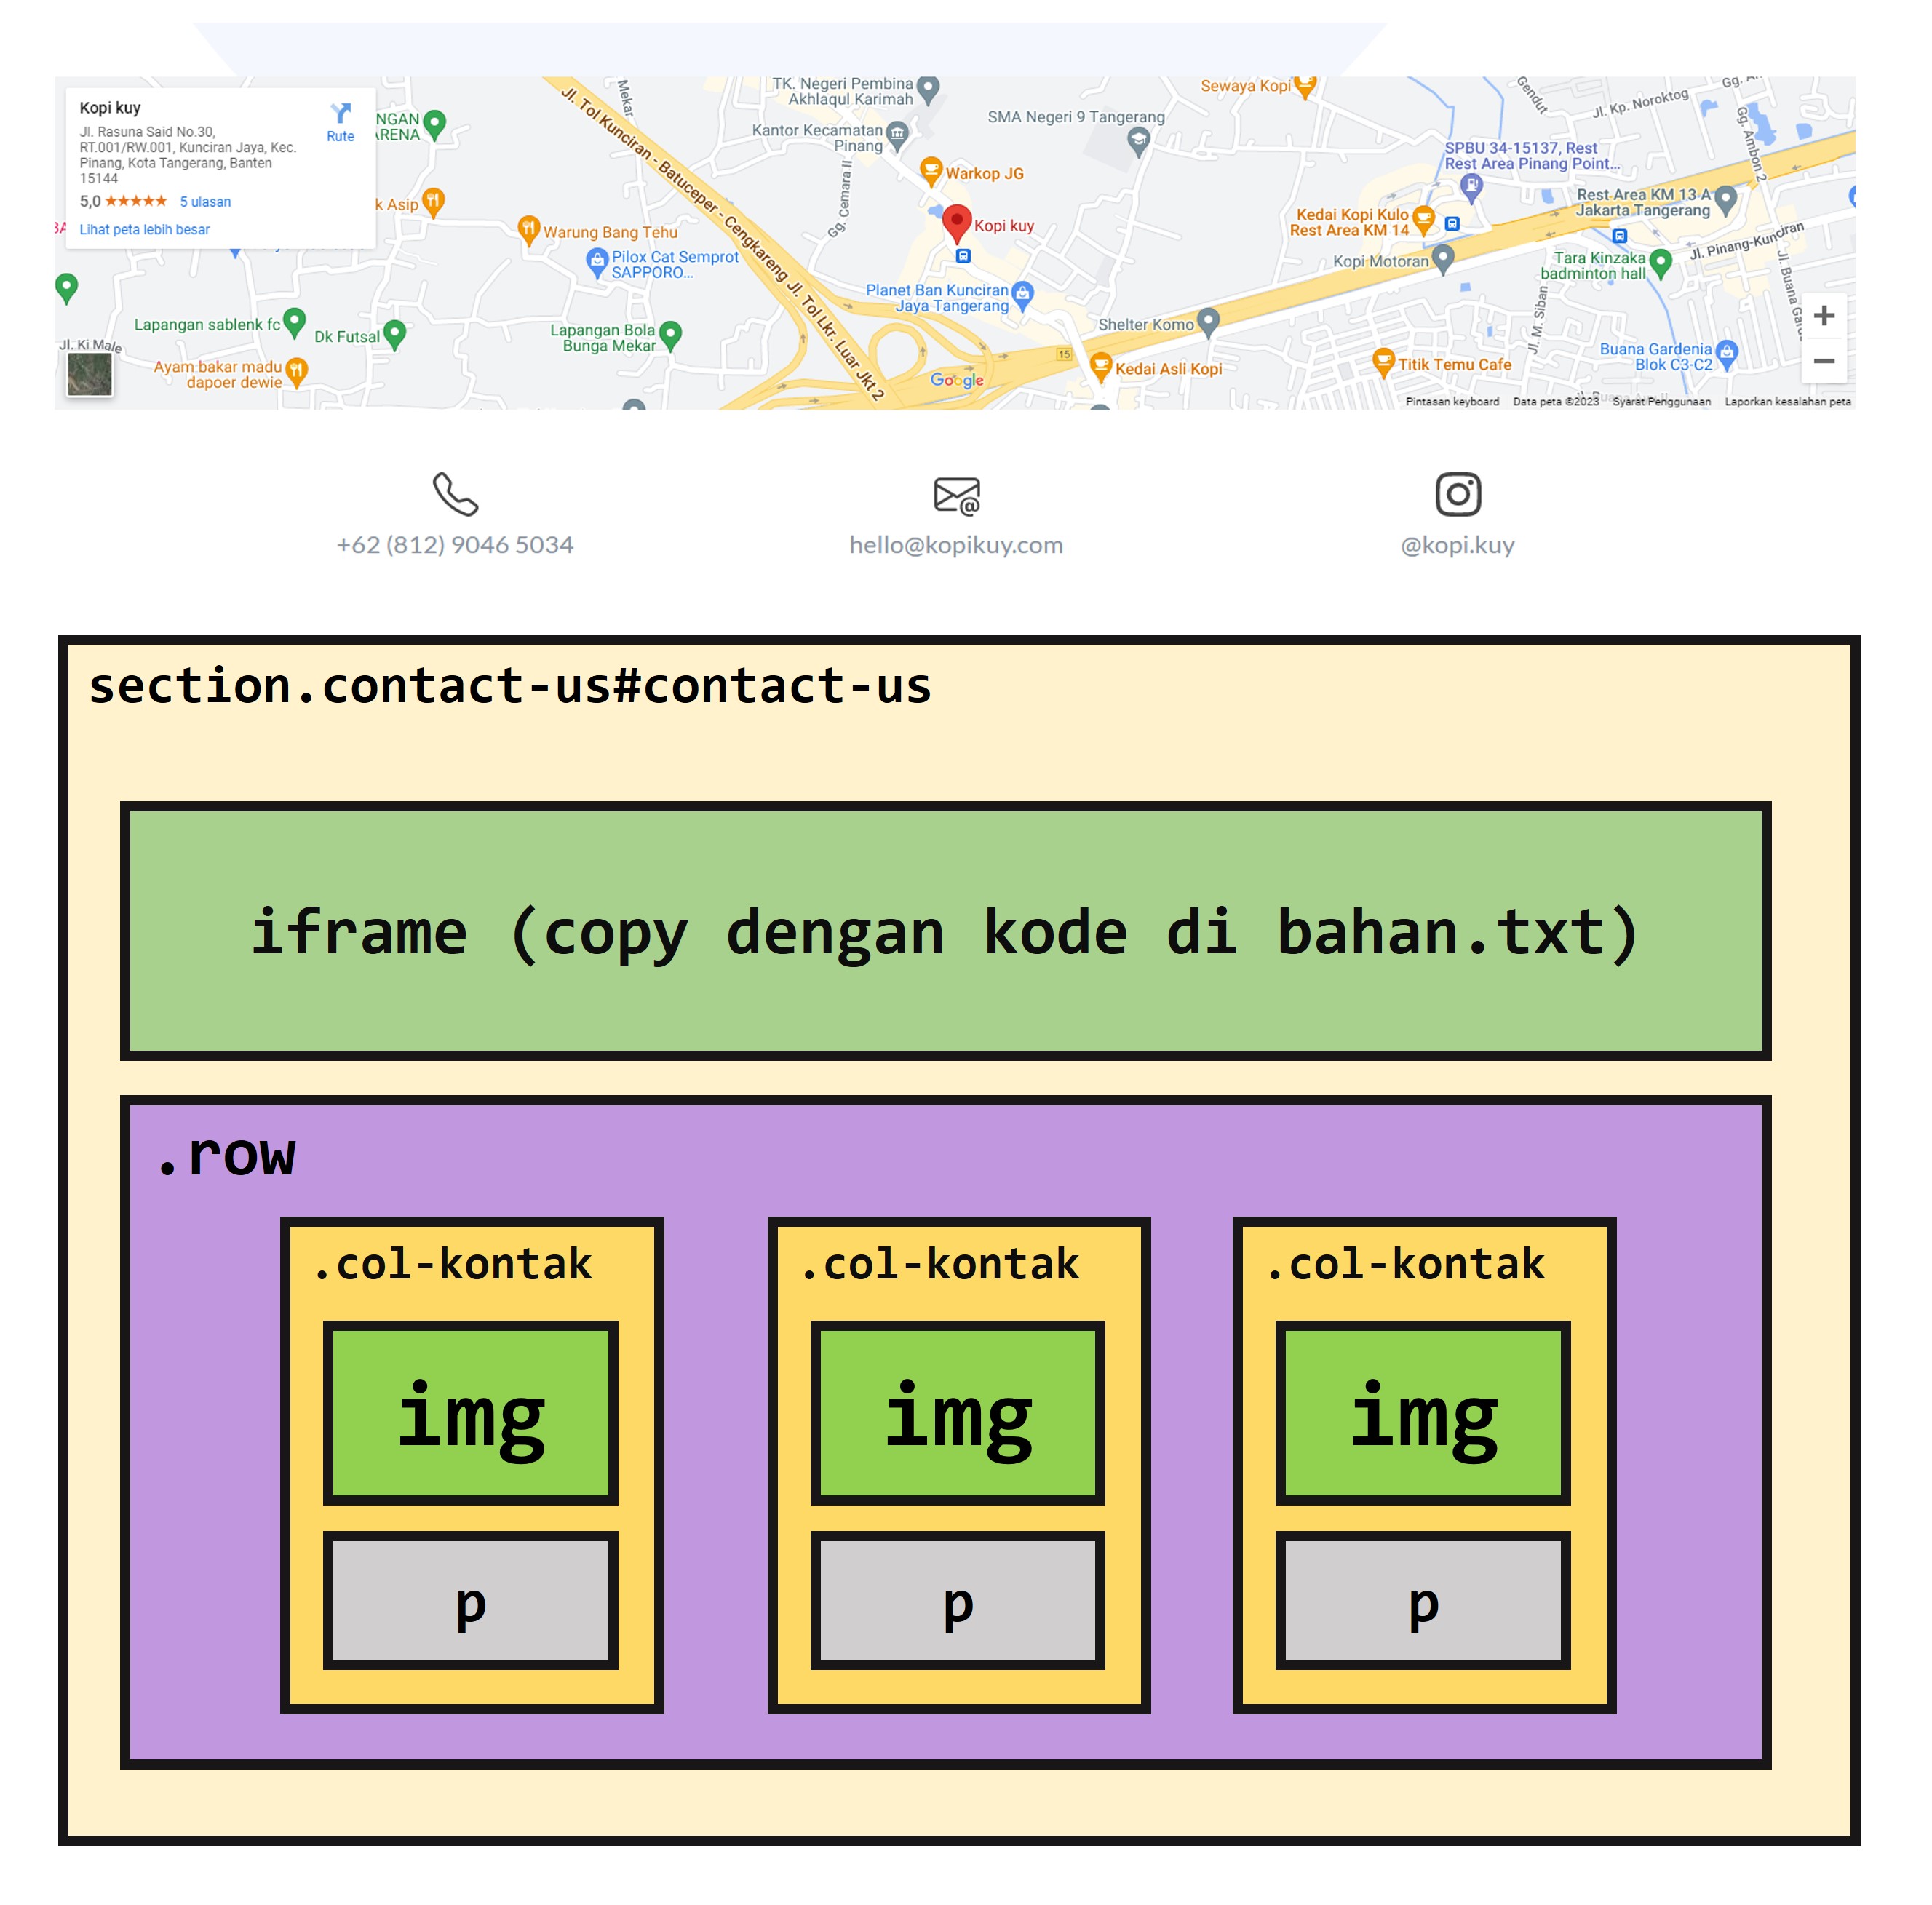 Kopi kuy
Jl. Rasuna Said No.30,
RT.001/RW.001, Kunciran Jaya, Kec.
Pinang, Kota Tangerang, Banten
15144
5,0 ★★★★★ 5 ulasan
Lihat peta lebih besar
Rute
NGAN
ARENA
k Asip
Warung Bang Tehu
Pilox Cat Semprot
SAPPORO...
Lapangan sablenk fc
Dk Futsal
Jl. Ki Male
Ayam bakar madu
dapoer dewie
Lapangan Bola
Bunga Mekar
Mekar
Jl. Tol Kunciran - Batuceper - Cengkareng
Jl. Tol Lkr. Luar Jkt 2
TK. Negeri Pembina
Akhlaqul Karimah
Kantor Kecamatan
Pinang
Gg. Cemara II
Warkop JG
Kopi kuy
SMA Negeri 9 Tangerang
Planet Ban Kunciran
Jaya Tangerang
Shelter Komo
15
Kedai Asli Kopi
Google
Sewaya Kopi
Gendut
Jl. Kp. Noroktog
Gg. Ambon 2
SPBU 34-15137, Rest
Rest Area Pinang Point...
Rest Area KM 13 A
Jakarta Tangerang
Kedai Kopi Kulo
Rest Area KM 14
Kopi Motoran
Tara Kinzaka
badminton hall
Jl. Pinang-Kunciran
Jl. M. Siban
Titik Temu Cafe
Buana Gardenia
Blok C3-C2
+
−
Pintasan keyboard
Data peta ©2023
Syarat Penggunaan
Laporkan kesalahan peta
+62 (812) 9046 5034
hello@kopikuy.com
@kopi.kuy
section.contact-us#contact-us
iframe (copy dengan kode di bahan.txt)
.row
.col-kontak
img
p
.col-kontak
img
p
.col-kontak
img
p